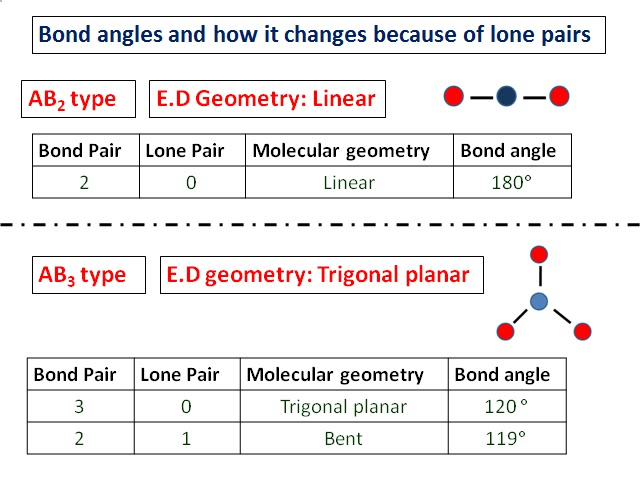 Bond angles and how it changes because of lone pairs
AB₂ type E.D Geometry: Linear
Bond Pair Lone Pair Molecular geometry Bond angle
2 0 Linear 180°
AB₃ type E.D geometry: Trigonal planar
Bond Pair Lone Pair Molecular geometry Bond angle
3 0 Trigonal planar 120 °
2 1 Bent 119°